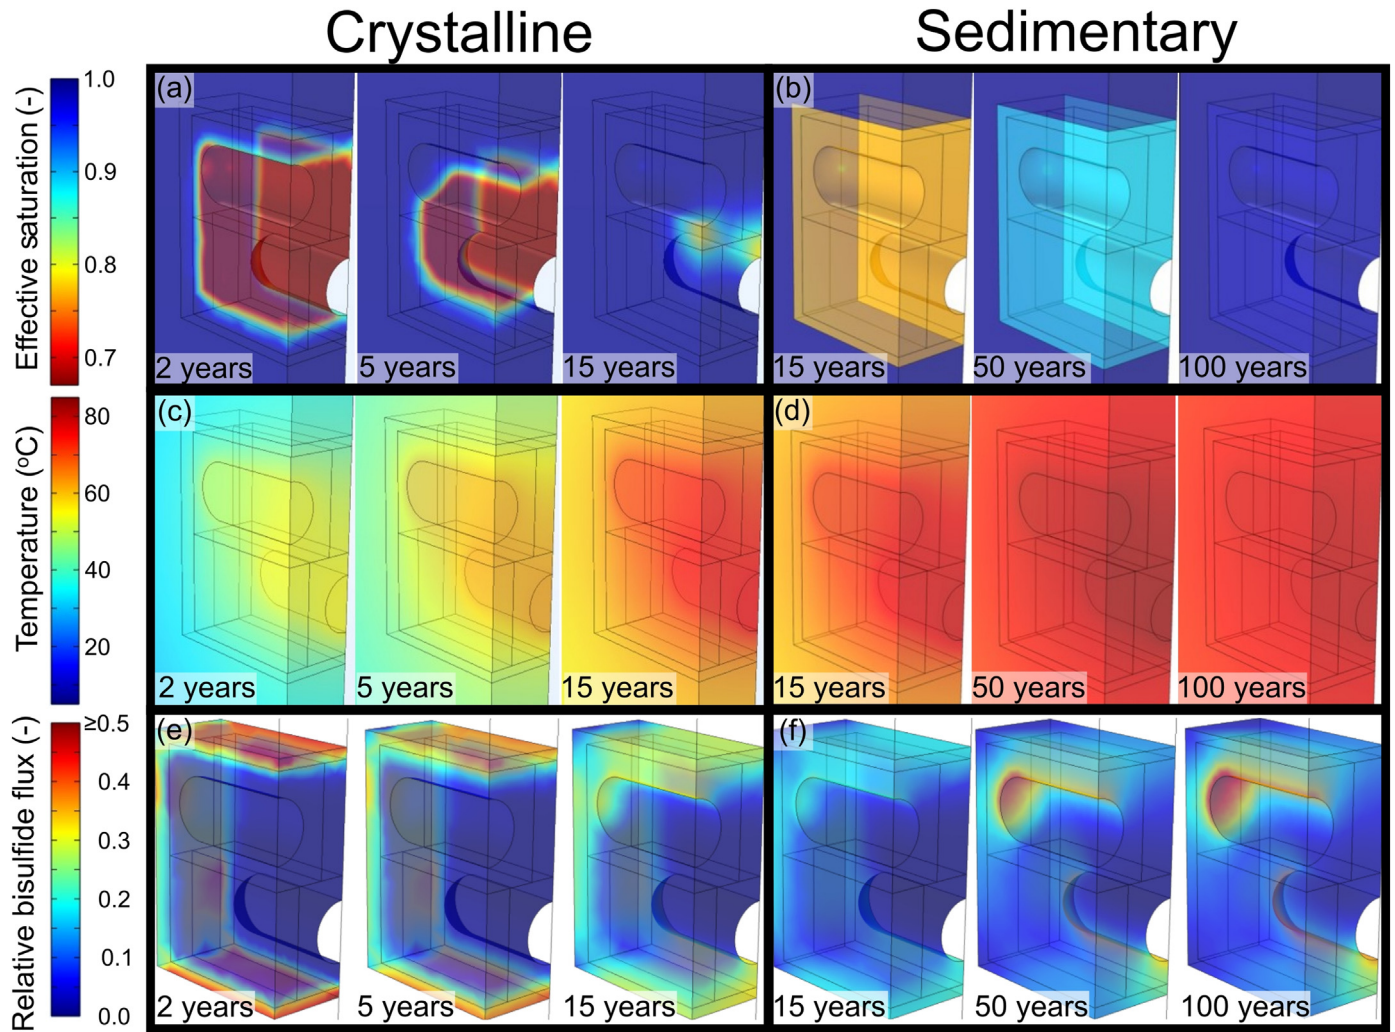 Crystalline
Sedimentary
Effective saturation (-)
1.0
0.9
0.8
0.7
(a)
2 years
5 years
15 years
(b)
15 years
50 years
100 years
Temperature (°C)
80
60
40
20
(c)
2 years
5 years
15 years
(d)
15 years
50 years
100 years
Relative bisulfide flux (-)
≥0.5
0.4
0.3
0.2
0.1
0.0
(e)
2 years
5 years
15 years
(f)
15 years
50 years
100 years